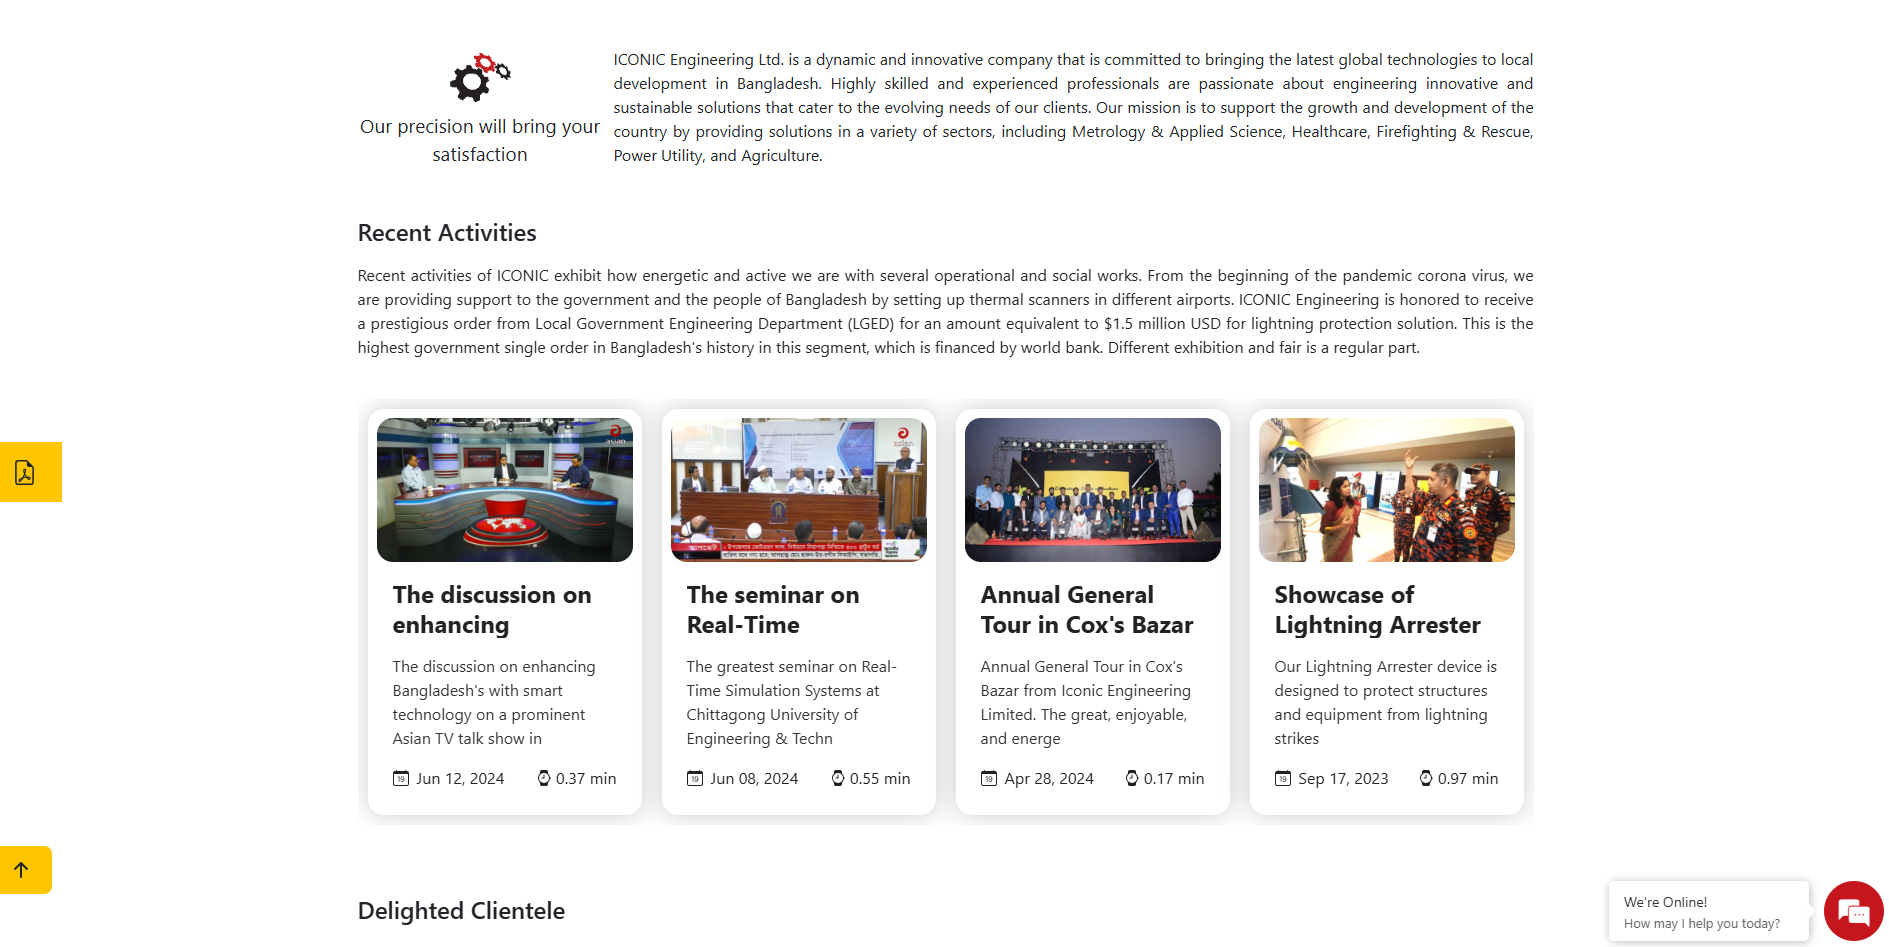 Our precision will bring your
satisfaction
ICONIC Engineering Ltd. is a dynamic and innovative company that is committed to bringing the latest global technologies to local
development in Bangladesh. Highly skilled and experienced professionals are passionate about engineering innovative and
sustainable solutions that cater to the evolving needs of our clients. Our mission is to support the growth and development of the
country by providing solutions in a variety of sectors, including Metrology & Applied Science, Healthcare, Firefighting & Rescue,
Power Utility, and Agriculture.
Recent Activities
Recent activities of ICONIC exhibit how energetic and active we are with several operational and social works. From the beginning of the pandemic corona virus, we
are providing support to the government and the people of Bangladesh by setting up thermal scanners in different airports. ICONIC Engineering is honored to receive
a prestigious order from Local Government Engineering Department (LGED) for an amount equivalent to $1.5 million USD for lightning protection solution. This is the
highest government single order in Bangladesh's history in this segment, which is financed by world bank. Different exhibition and fair is a regular part.
asian
The discussion on
enhancing
The discussion on enhancing
Bangladesh's with smart
technology on a prominent
Asian TV talk show in
19 Jun 12, 2024 0.37 min
The seminar on
Real-Time
The greatest seminar on Real-
Time Simulation Systems at
Chittagong University of
Engineering & Techn
19 Jun 08, 2024 0.55 min
Annual General
Tour in Cox's Bazar
Annual General Tour in Cox's
Bazar from Iconic Engineering
Limited. The great, enjoyable,
and energe
19 Apr 28, 2024 0.17 min
Showcase of
Lightning Arrester
Our Lightning Arrester device is
designed to protect structures
and equipment from lightning
strikes
19 Sep 17, 2023 0.97 min
Delighted Clientele
We're Online!
How may I help you today?